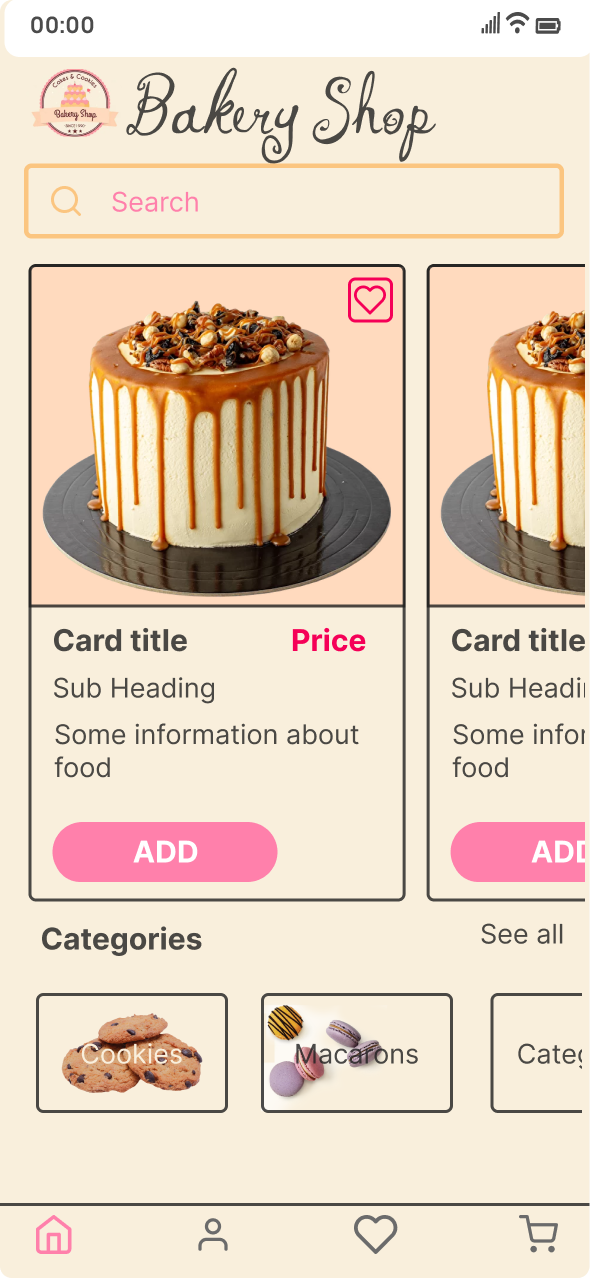 00:00
Cakes & Cookies
Bakery Shop
SINCE 1990
Bakery Shop
Search
Card title Price
Sub Heading
Some information about
food
ADD
Card title
Sub Headi
Some infor
food
ADD
Categories See all
Cookies
Macarons
Categ